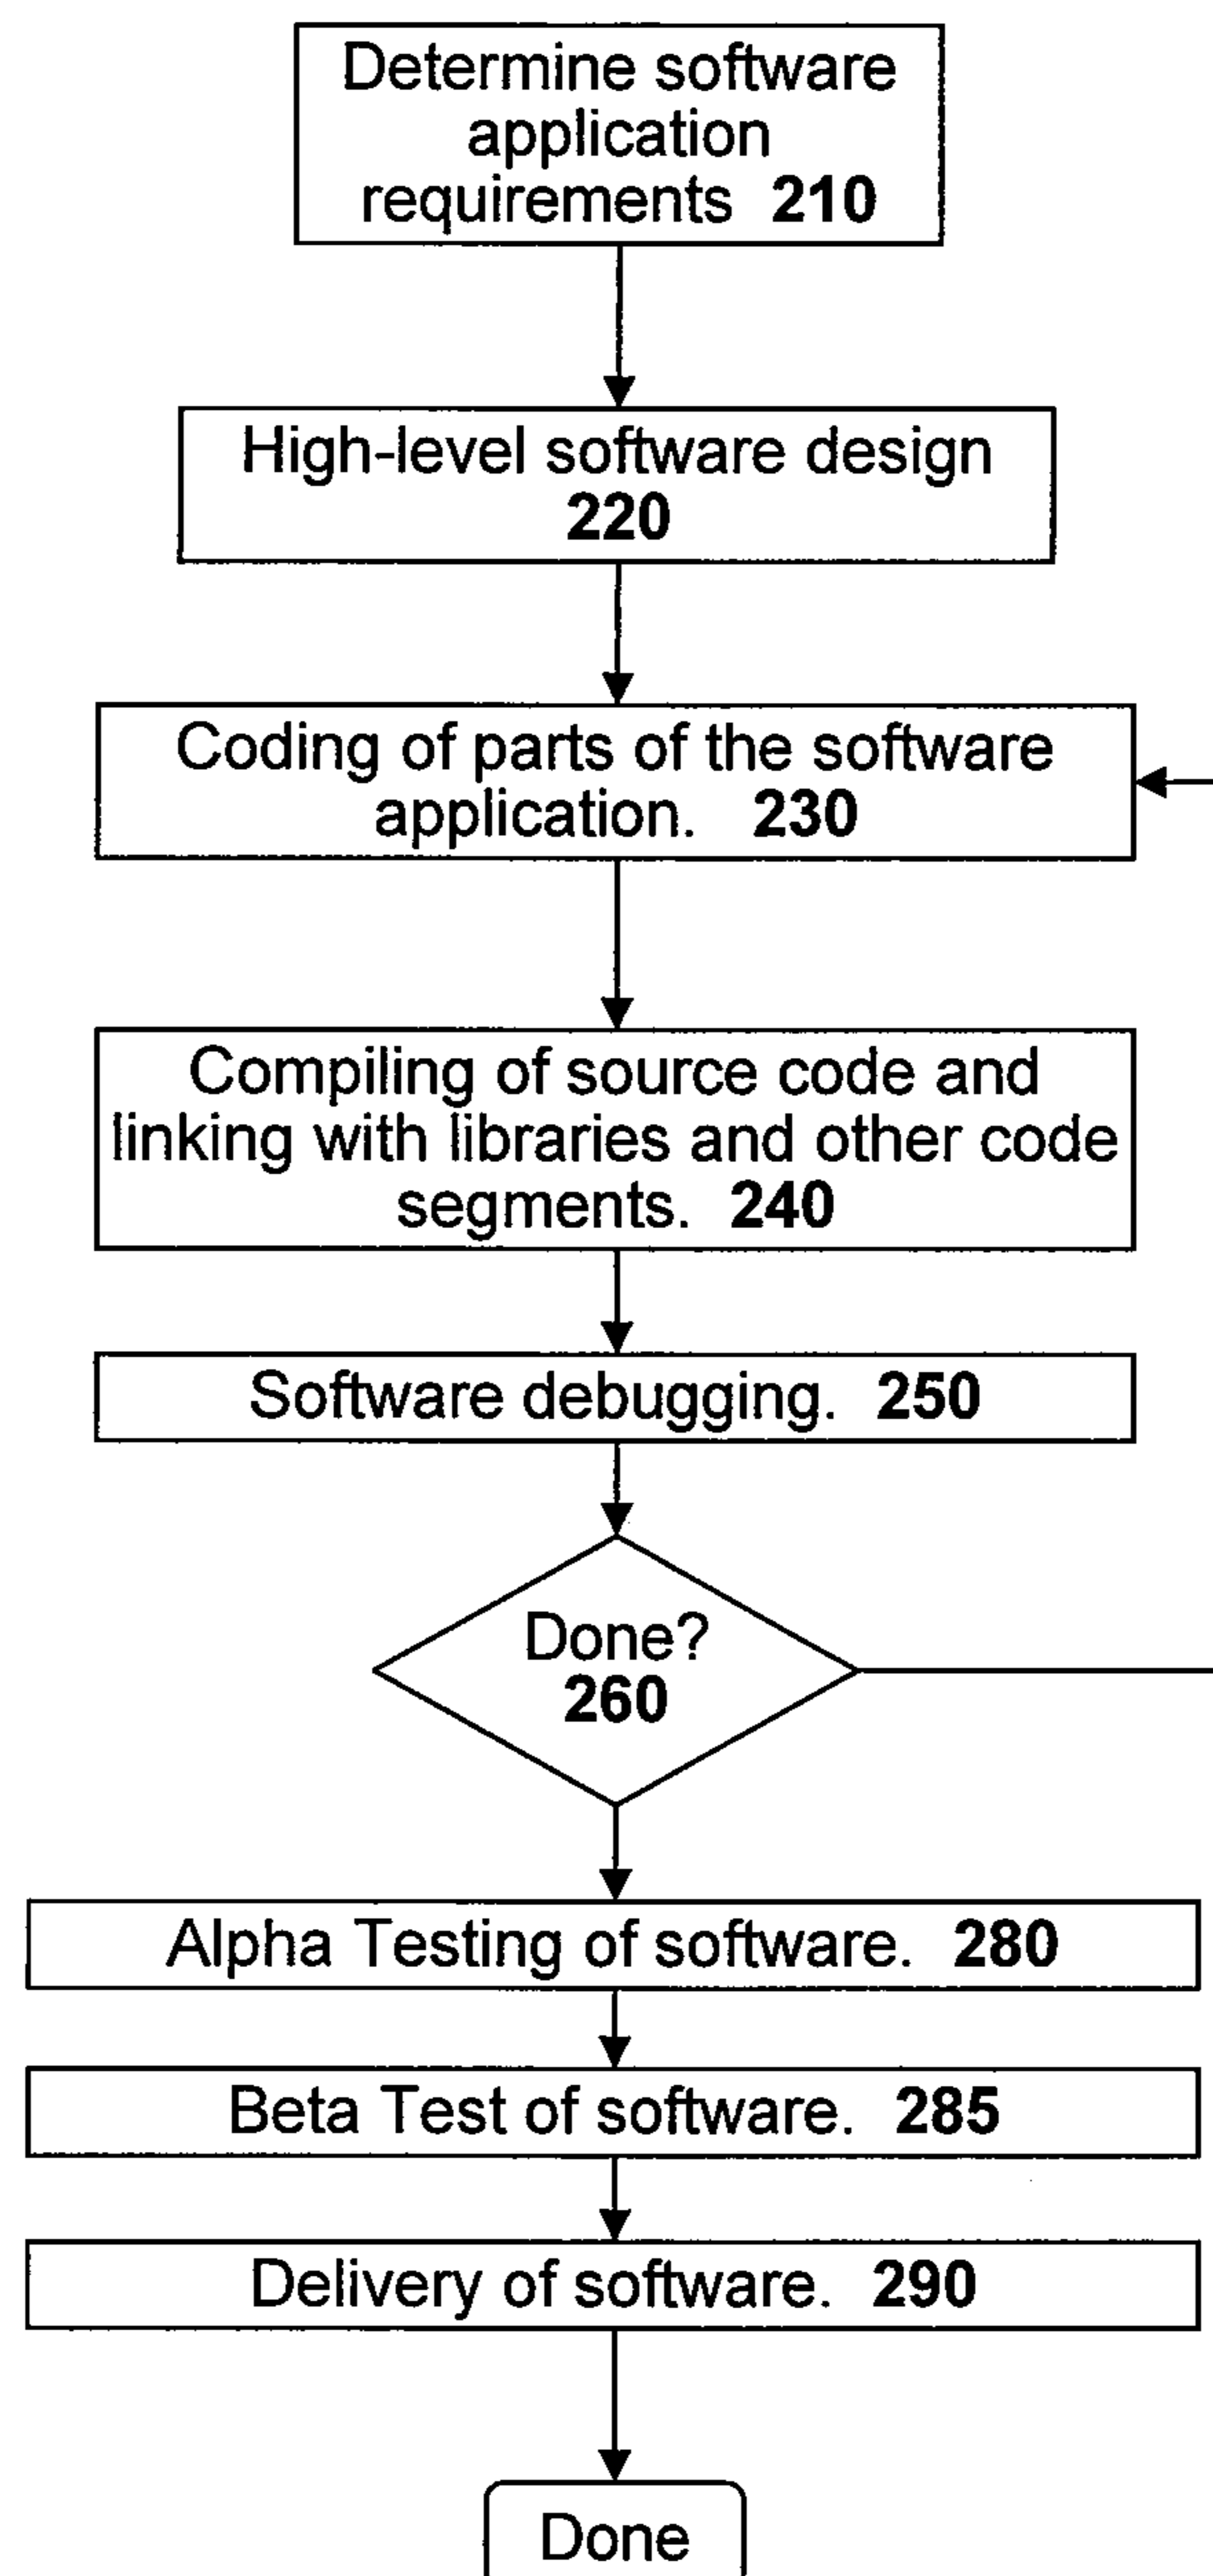 Determine software
application
requirements 210
High-level software design
220
Coding of parts of the software
application. 230
Compiling of source code and
linking with libraries and other code
segments. 240
Software debugging. 250
Done?
260
Alpha Testing of software. 280
Beta Test of software. 285
Delivery of software. 290
Done